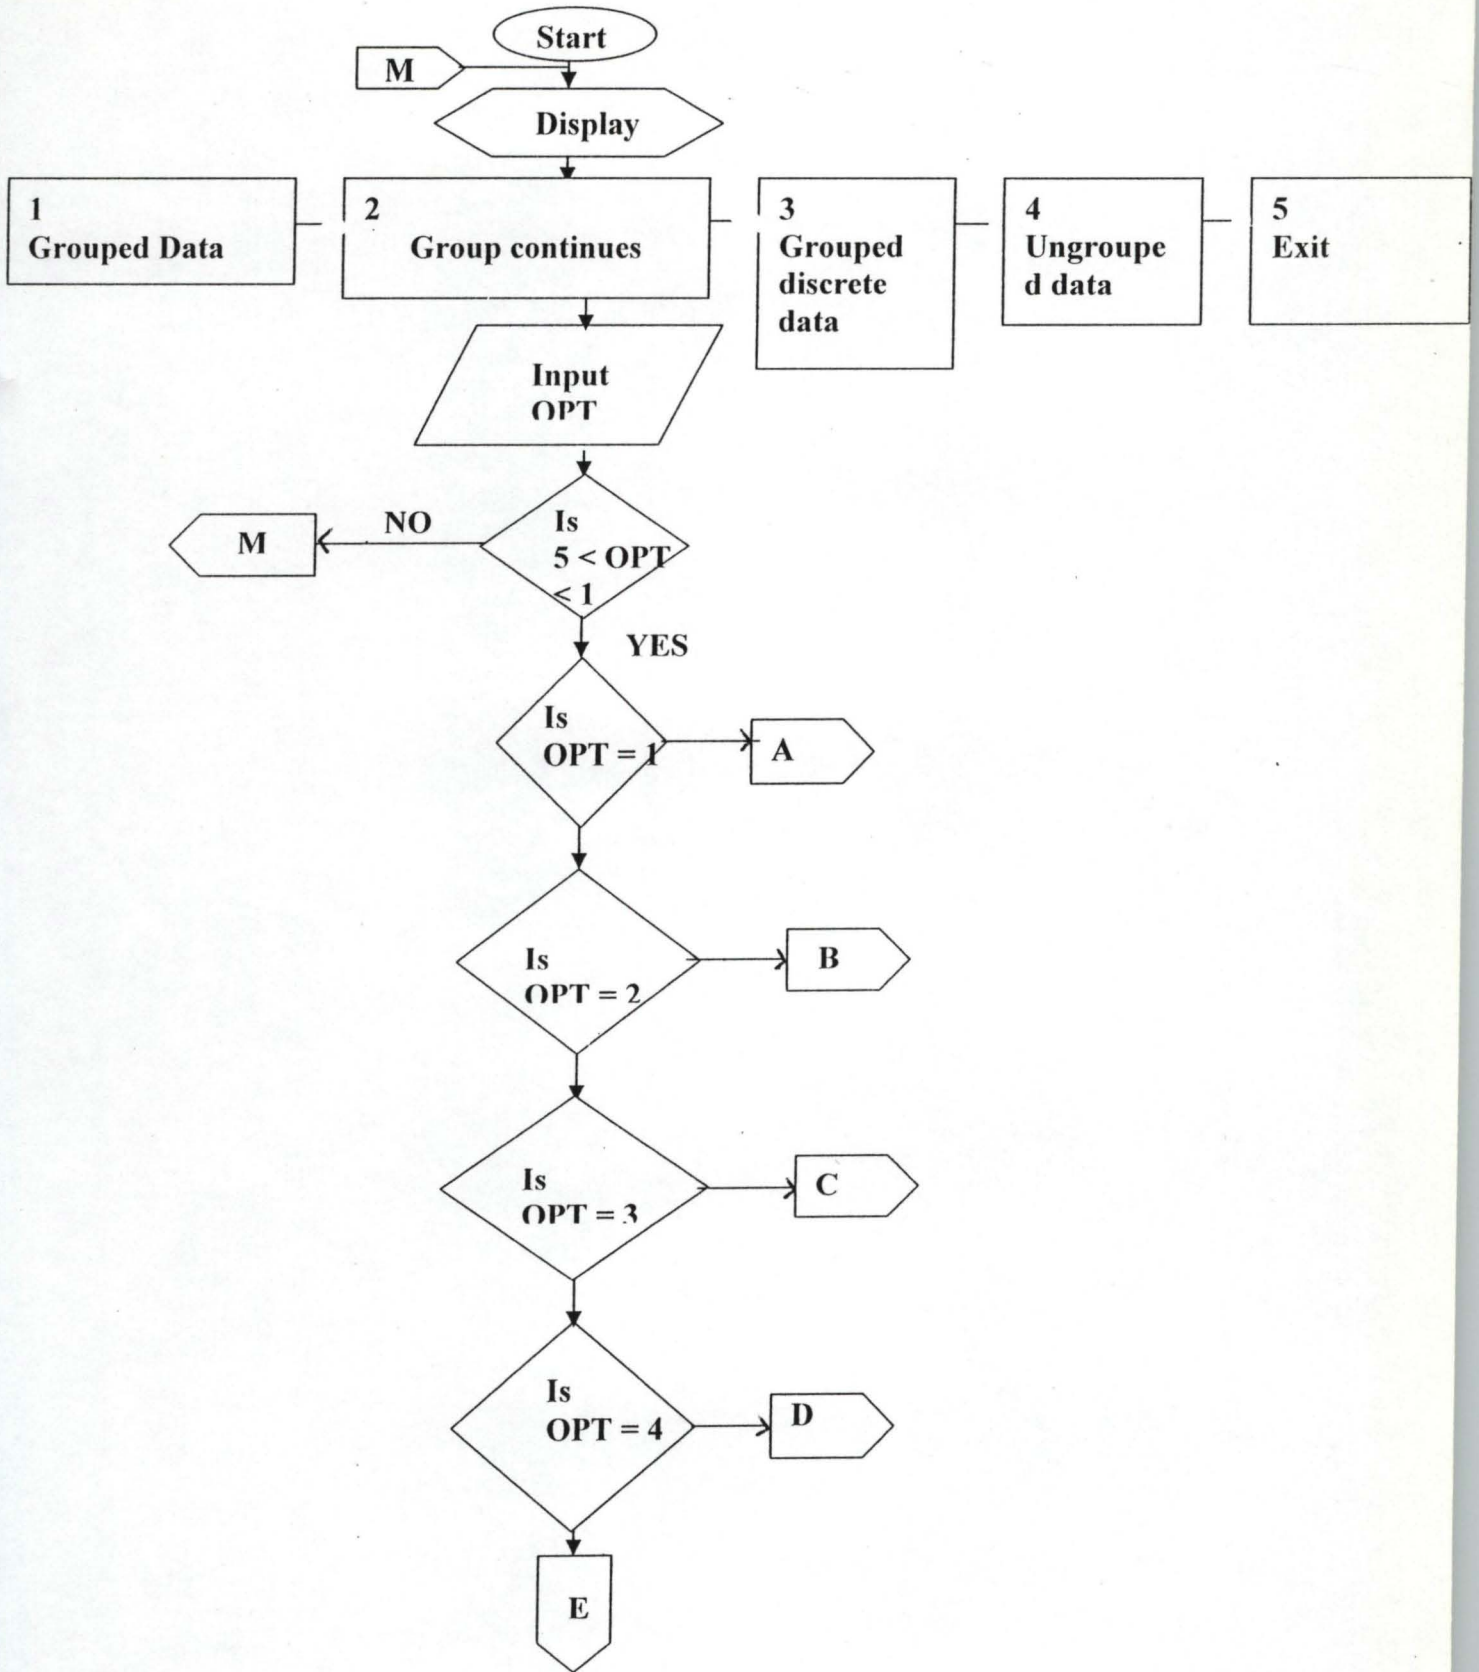 Start
M
Display
1
Grouped Data
2
Group continues
3
Grouped
discrete
data
4
Ungroupe
d data
5
Exit
Input
OPT
Is
5 < OPT
< 1
NO
M
YES
Is
OPT = 1
A
Is
OPT = 2
B
Is
OPT = 3
C
Is
OPT = 4
D
E